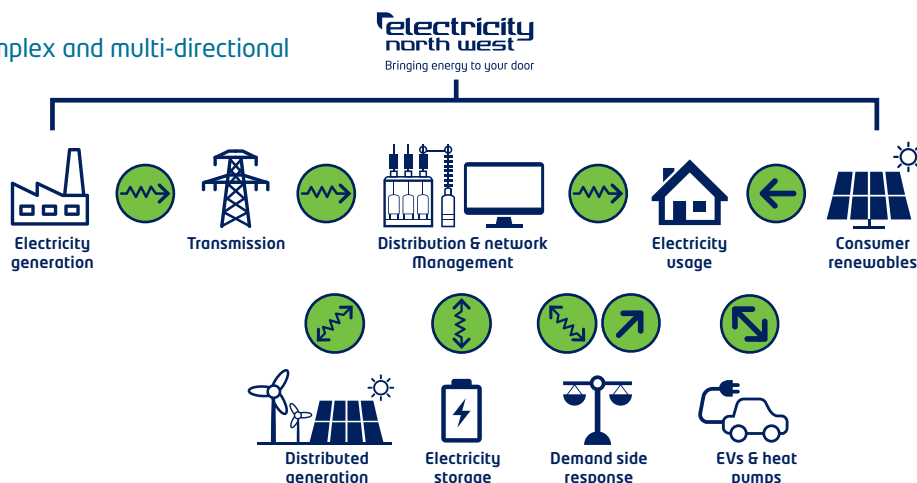 electricity
north west
Bringing energy to your door
and multi-directional
Electricity
generation
Transmission
Distribution & network
Management
Electricity
usage
Consumer
renewables
Distributed
generation
Electricity
storage
Demand side
response
EVs & heat
pumps